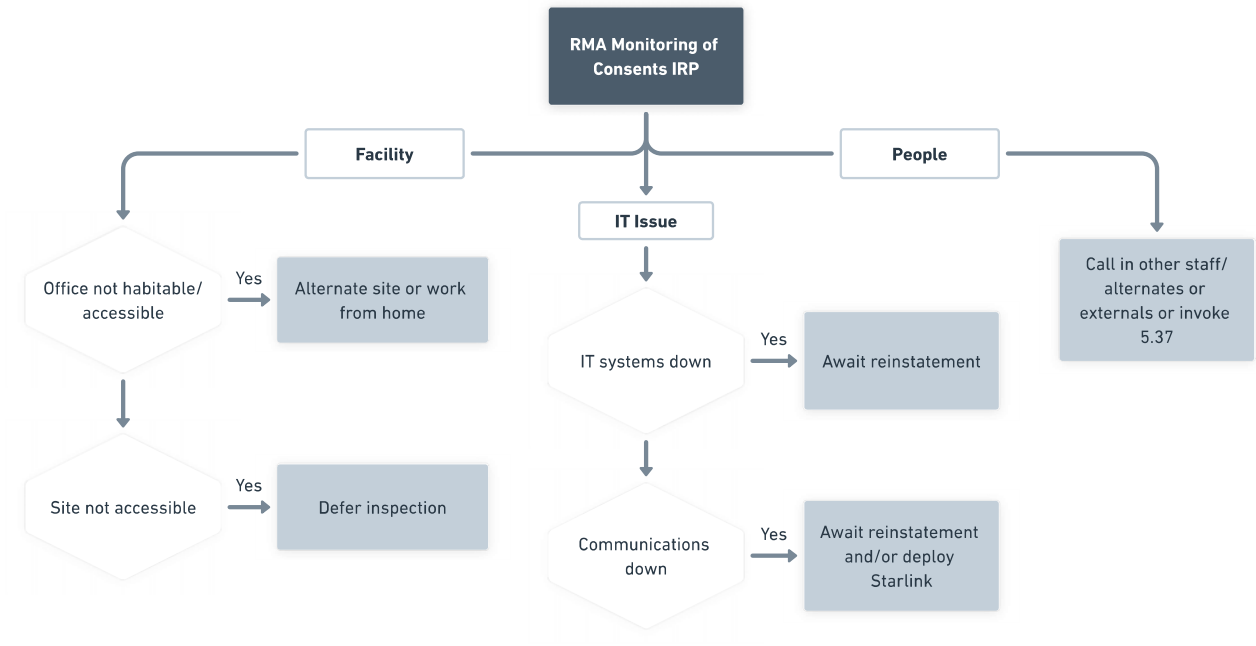 RMA Monitoring of
Consents IRP
Facility
People
IT Issue
Office not habitable/
accessible
Yes
Alternate site or work
from home
Call in other staff/
alternates or
externals or invoke
5.37
IT systems down
Yes
Await reinstatement
Site not accessible
Yes
Defer inspection
Communications
down
Yes
Await reinstatement
and/or deploy
Starlink